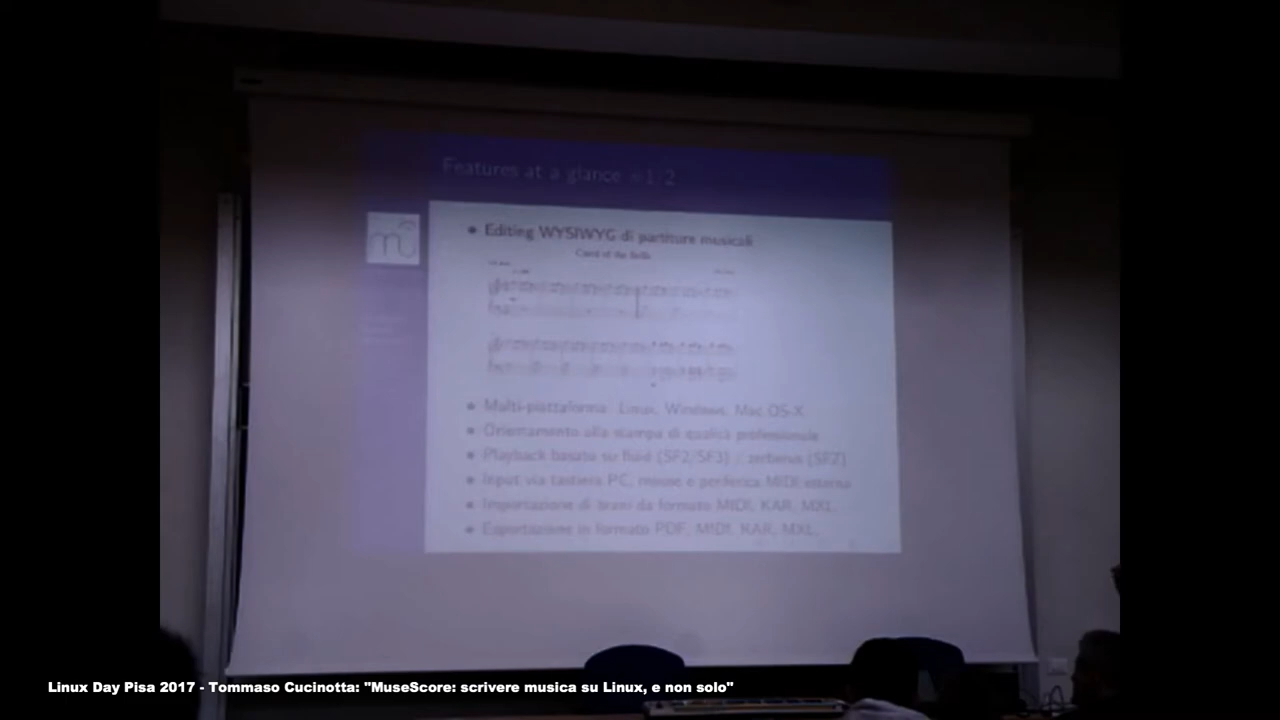 Features at a glance - 1/2
• Editing WYSIWYG di partiture musicali
Carol of the Bells
• Multi-piattaforma: Linux, Windows, Mac OS-X
• Orientamento alla stampa di qualità professionale
• Playback basato su fluid (SF2/SF3) / zerberus (SFZ)
• Input via tastiera PC, mouse o periferica MIDI esterna
• Importazione di brani da formato MIDI, KAR, MXL,
• Esportazione in formato PDF, MIDI, KAR, MXL,
Linux Day Pisa 2017 - Tommaso Cucinotta: "MuseScore: scrivere musica su Linux, e non solo"